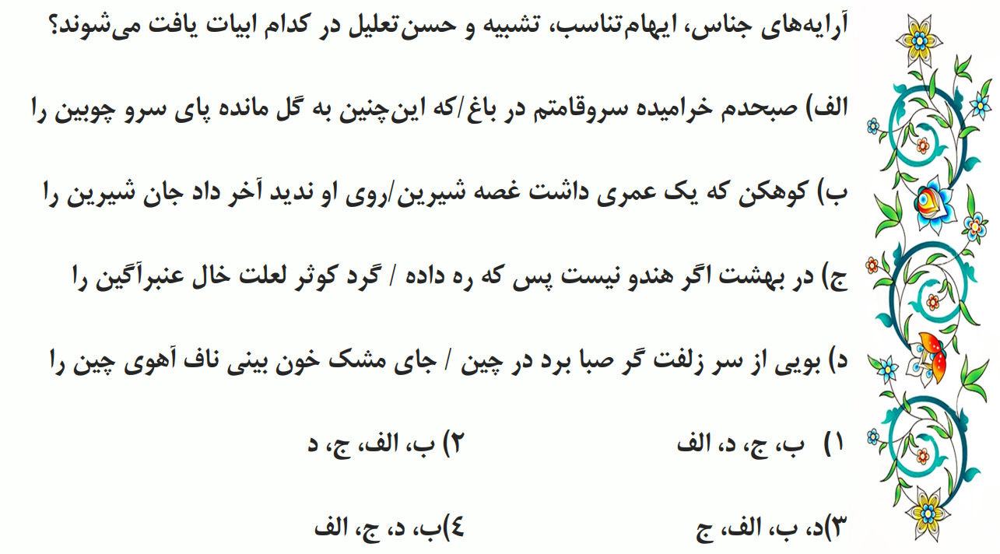 آرایه‌های جناس، ایهام‌تناسب، تشبیه و حسن‌تعلیل در کدام ابیات یافت می‌شوند؟
الف) صبحدم خرامیده سروقامتم در باغ/که این‌چنین به گل مانده پای سرو چوبین را
ب) کوهکن که یک عمری داشت غصه شیرین/روی او ندید آخر داد جان شیرین را
ج) در بهشت اگر هندو نیست پس که ره داده / گرد کوثر لعلت خال عنبرآگین را
د) بویی از سر زلفت گر صبا برد در چین / جای مشک خون بینی ناف آهوی چین را
۱) ب، ج، د، الف ۲) ب، الف، ج، د
۳)د، ب، الف، ج ٤)ب، د، ج، الف